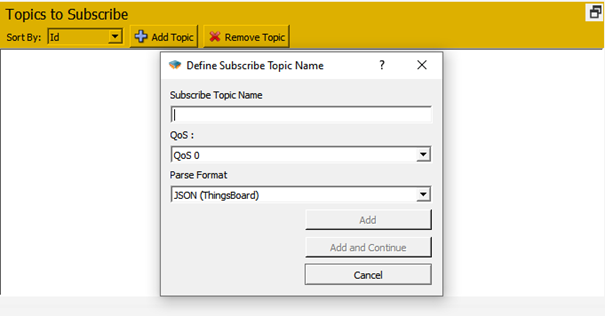 Topics to Subscribe
Sort By: Id Add Topic Remove Topic
Define Subscribe Topic Name ?
Subscribe Topic Name
QoS :
QoS 0
Parse Format
JSON (ThingsBoard)
Add
Add and Continue
Cancel